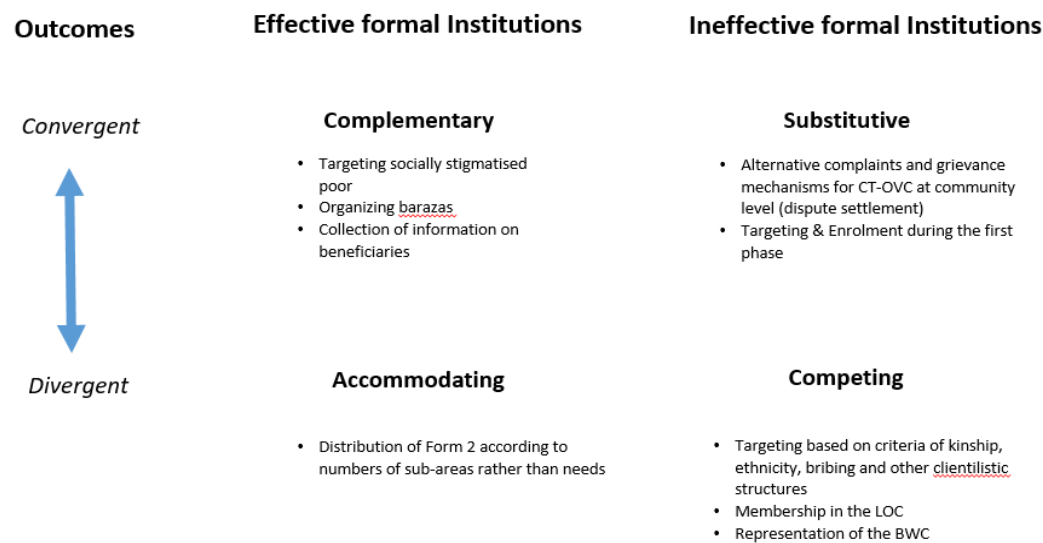 Outcomes
Effective formal Institutions
Ineffective formal Institutions
Convergent
Complementary
• Targeting socially stigmatised
poor
• Organizing barazas
• Collection of information on
beneficiaries
Substitutive
• Alternative complaints and grievance
mechanisms for CT-OVC at community
level (dispute settlement)
• Targeting & Enrolment during the first
phase
Divergent
Accommodating
• Distribution of Form 2 according to
numbers of sub-areas rather than needs
Competing
• Targeting based on criteria of kinship,
ethnicity, bribing and other clientilistic
structures
• Membership in the LOC
• Representation of the BWC